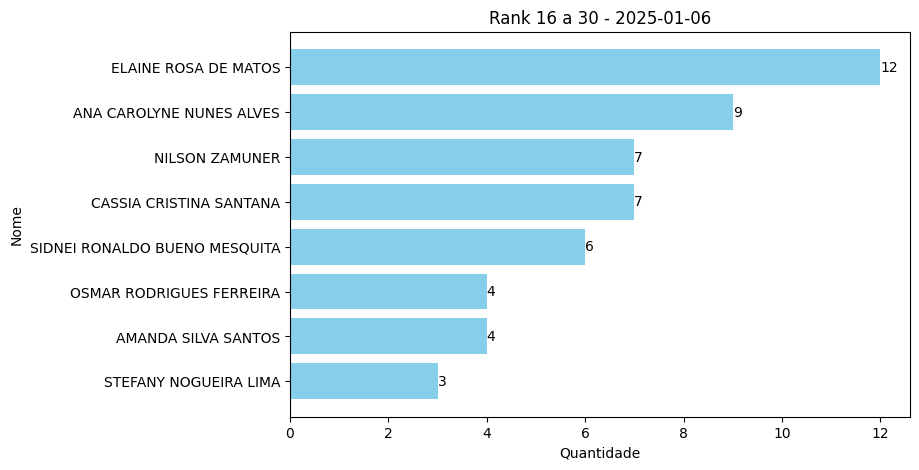 Rank 16 a 30 - 2025-01-06
Nome
ELAINE ROSA DE MATOS 12
ANA CAROLYNE NUNES ALVES 9
NILSON ZAMUNER 7
CASSIA CRISTINA SANTANA 7
SIDNEI RONALDO BUENO MESQUITA 6
OSMAR RODRIGUES FERREIRA 4
AMANDA SILVA SANTOS 4
STEFANY NOGUEIRA LIMA 3
0 2 4 6 8 10 12
Quantidade